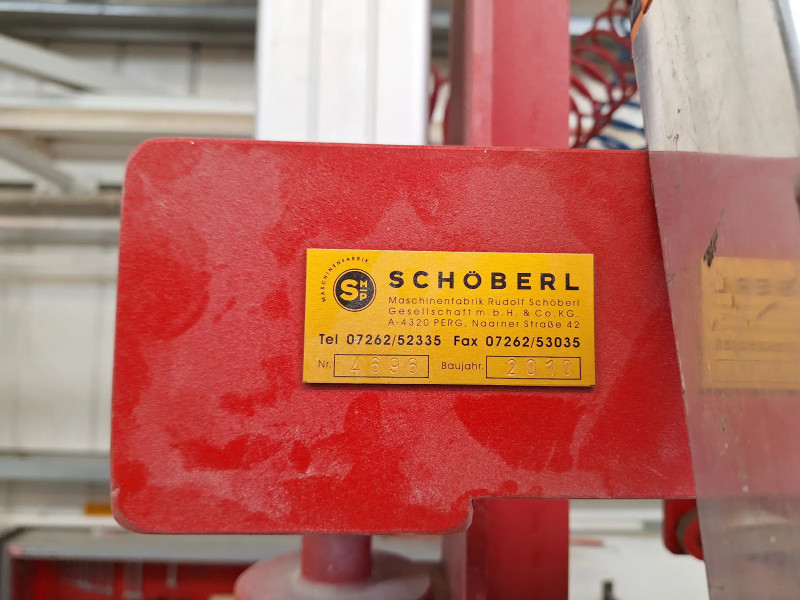 MASCHINENFABRIK
SMP
SCHÖBERL
Maschinenfabrik Rudolf Schöberl
Gesellschaft m. b. H. & Co. KG.
A-4320 PERG, Naarner Straße 42
Tel 07262/52335 Fax 07262/53035
Nr. 4696 Baujahr. 2010